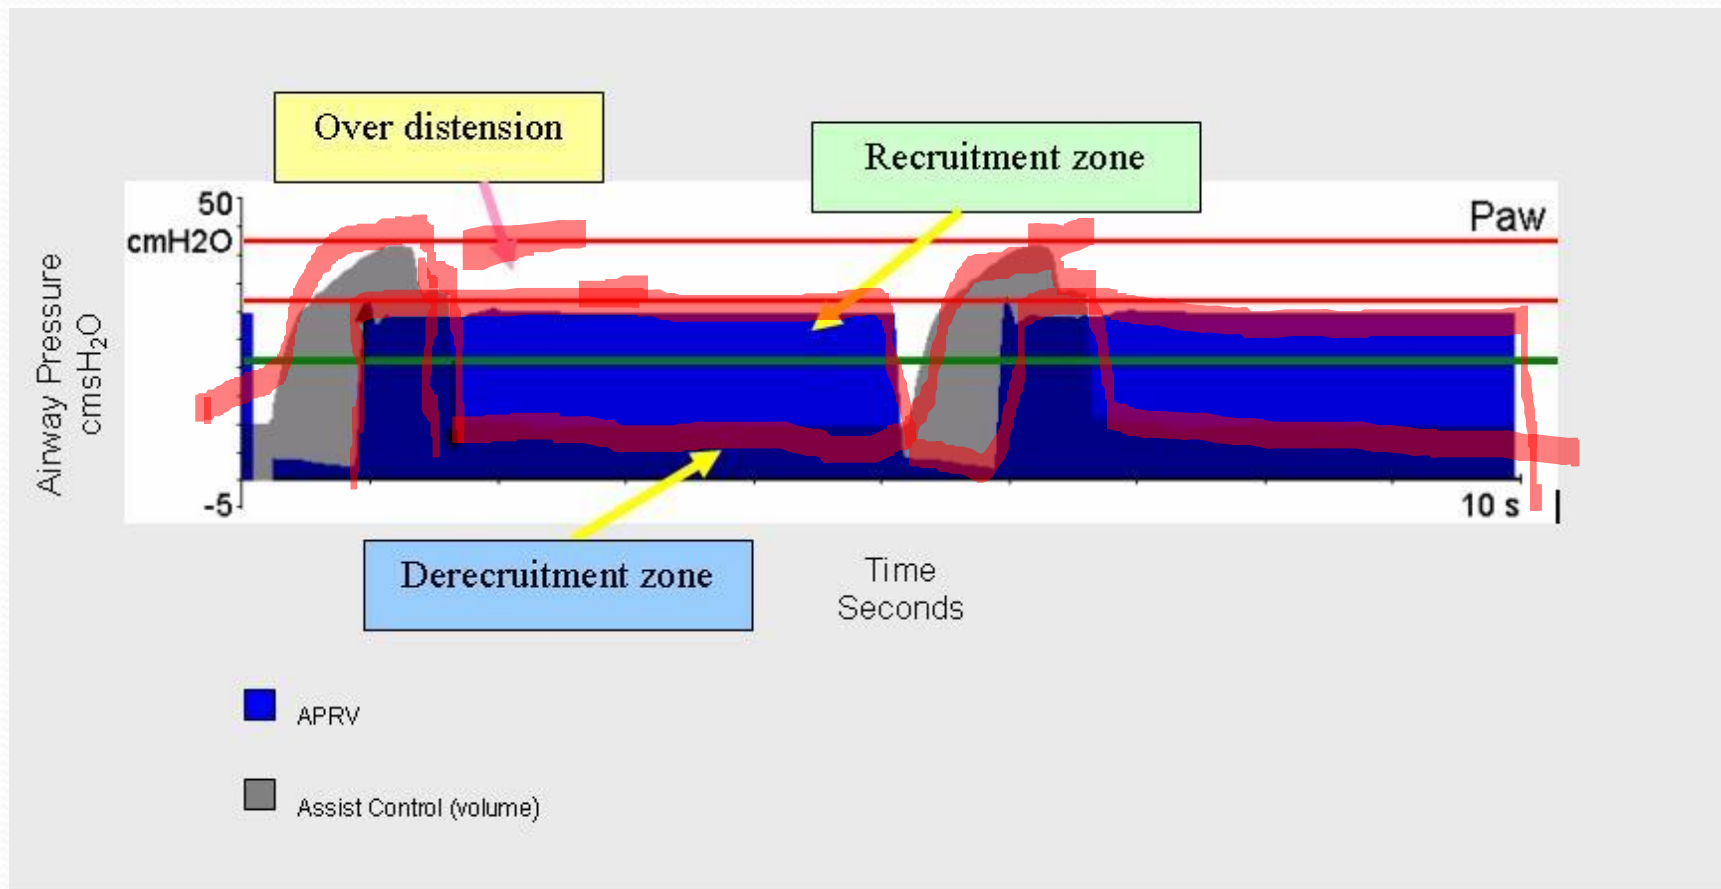 Over distension
Recruitment zone
50
cmH2O
Paw
Airway Pressure
cmsH₂O
-5
10 s
Derecruitment zone
Time
Seconds
APRV
Assist Control (volume)